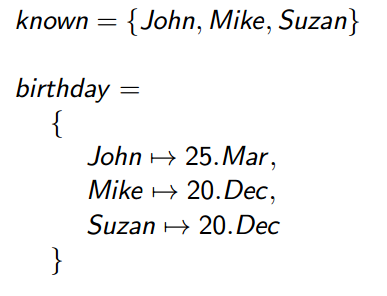 known = {John, Mike, Suzan}
birthday =
{
John ↦ 25.Mar,
Mike ↦ 20.Dec,
Suzan ↦ 20.Dec
}